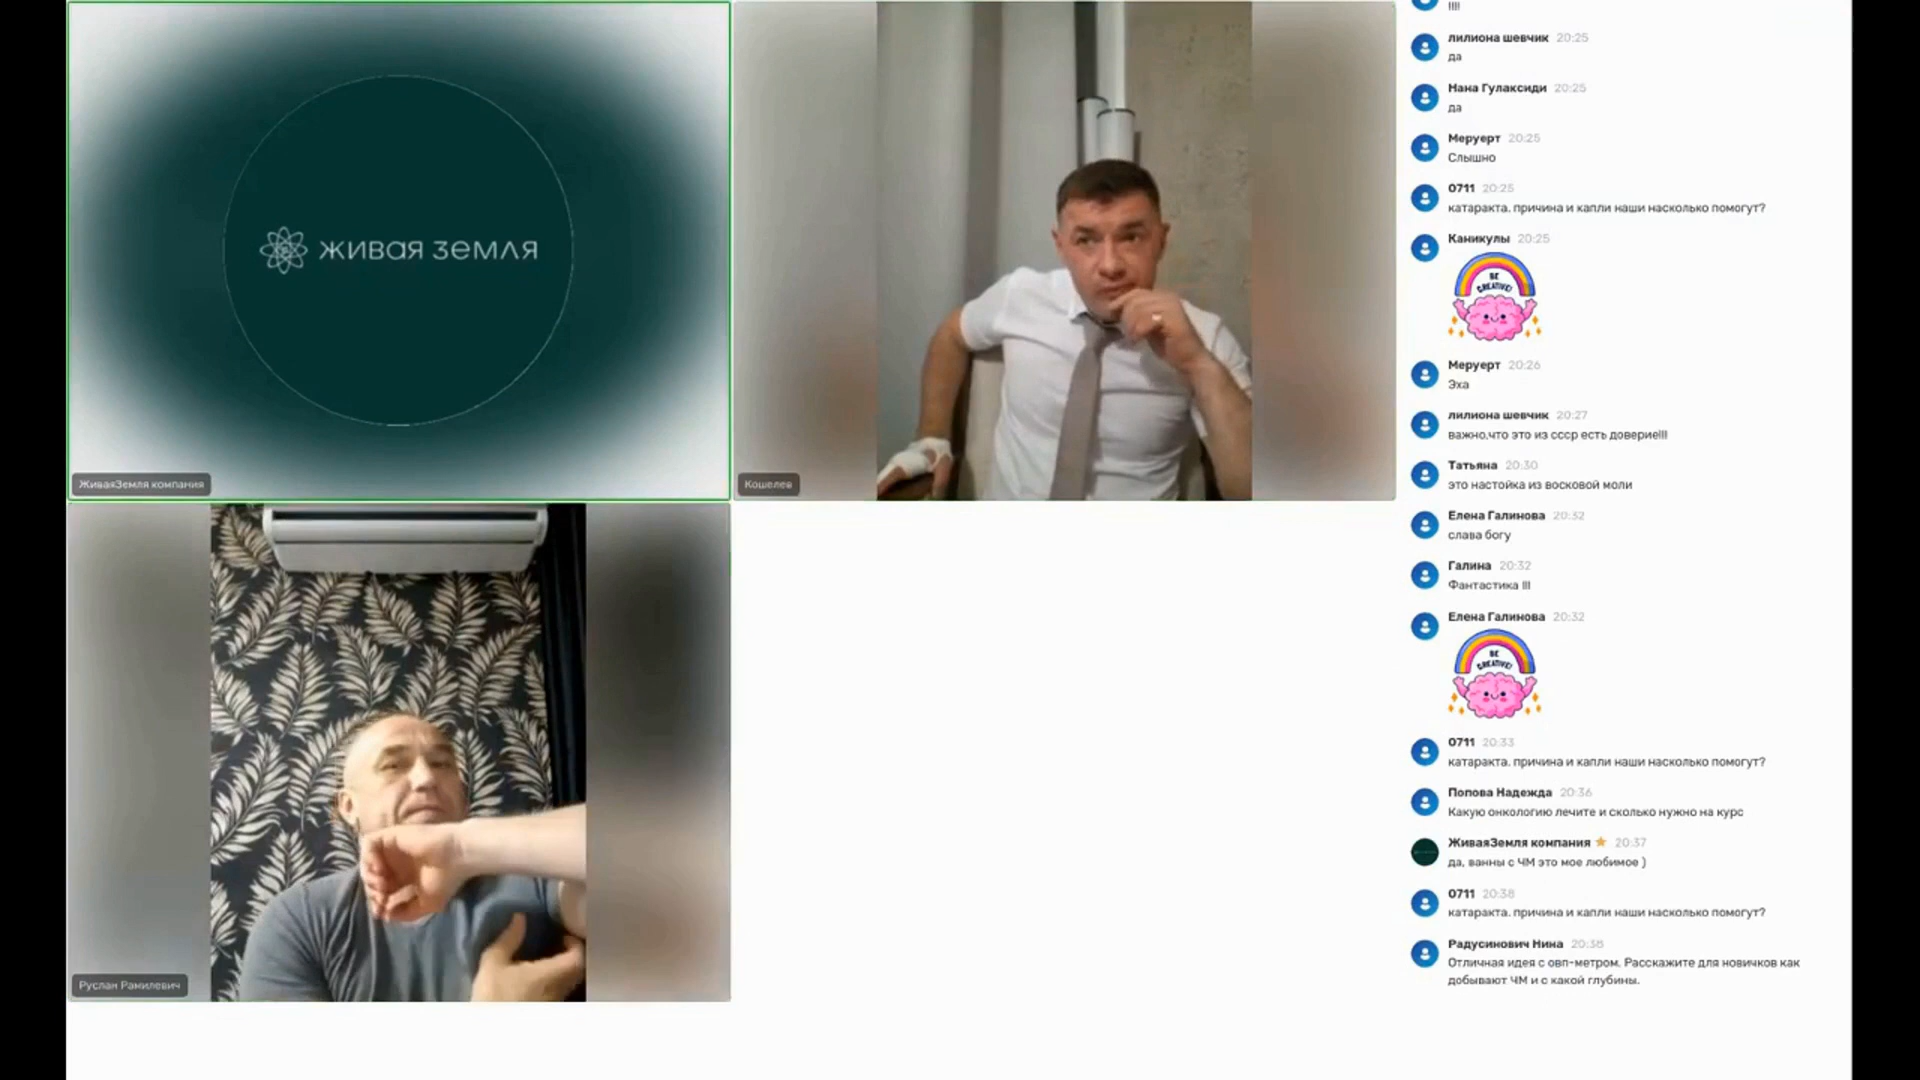 живая земля
ЖиваяЗемля компания
Кошелев
Руслан Рамилевич
!!!!
лилиона шевчик 20:25
да
Нана Гулаксиди 20:25
да
Меруерт 20:25
Слышно
0711 20:25
катаракта. причина и капли наши насколько помогут?
Каникулы 20:25
BE
CREATIVE!
Меруерт 20:26
Эха
лилиона шевчик 20:27
важно,что это из ссср есть доверие!!!
Татьяна 20:30
это настойка из восковой моли
Елена Галинова 20:32
слава богу
Галина 20:32
Фантастика !!!
Елена Галинова 20:32
BE
CREATIVE!
0711 20:33
катаракта. причина и капли наши насколько помогут?
Попова Надежда 20:36
Какую онкологию лечите и сколько нужно на курс
ЖиваяЗемля компания 20:37
да, ванны с ЧМ это мое любимое )
0711 20:38
катаракта. причина и капли наши насколько помогут?
Радусинович Нина 20:38
Отличная идея с овп-метром. Расскажите для новичков как
добывают ЧМ и с какой глубины.